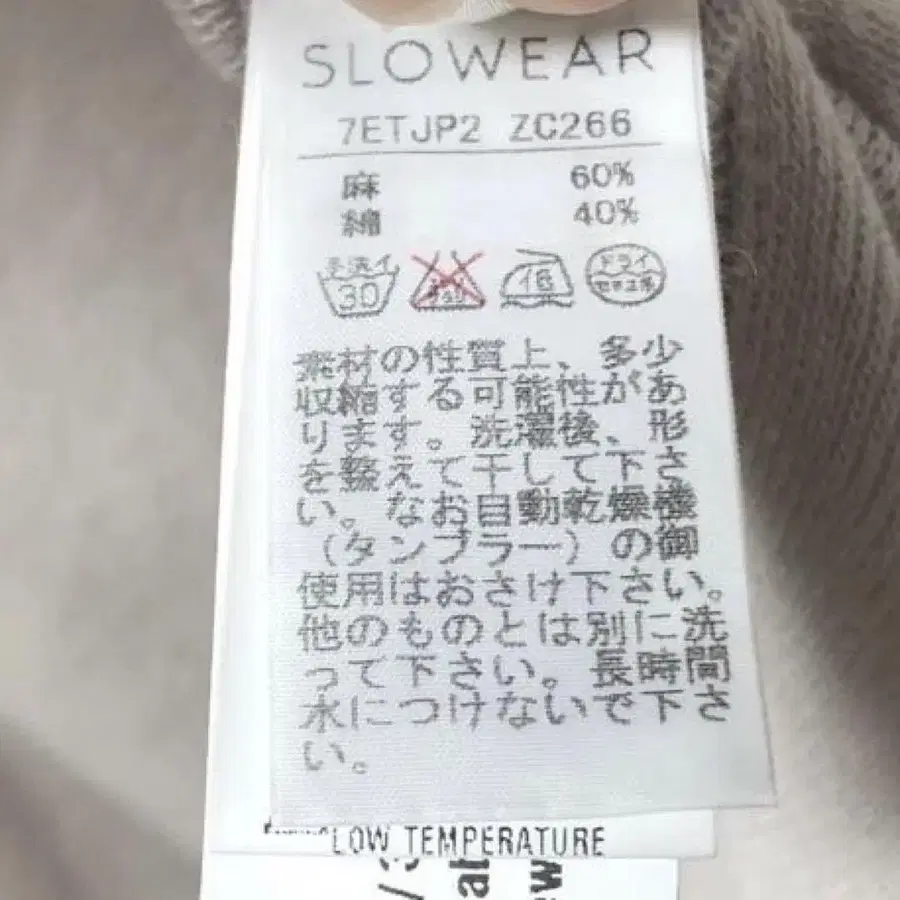 SLOWEAR
7ETJP2 ZC266
麻 60%
綿 40%
手洗イ
30
ドライ
セキユ系
素材の性質上、多少
収縮する可能性があ
ります。洗濯後、形
を整えて干して下さ
い。なお自動乾燥機
(タンブラー)の御
使用はおさけ下さい。
他のものとは別に洗
って下さい。長時間
水につけないで下さ
い。
LOW TEMPERATURE